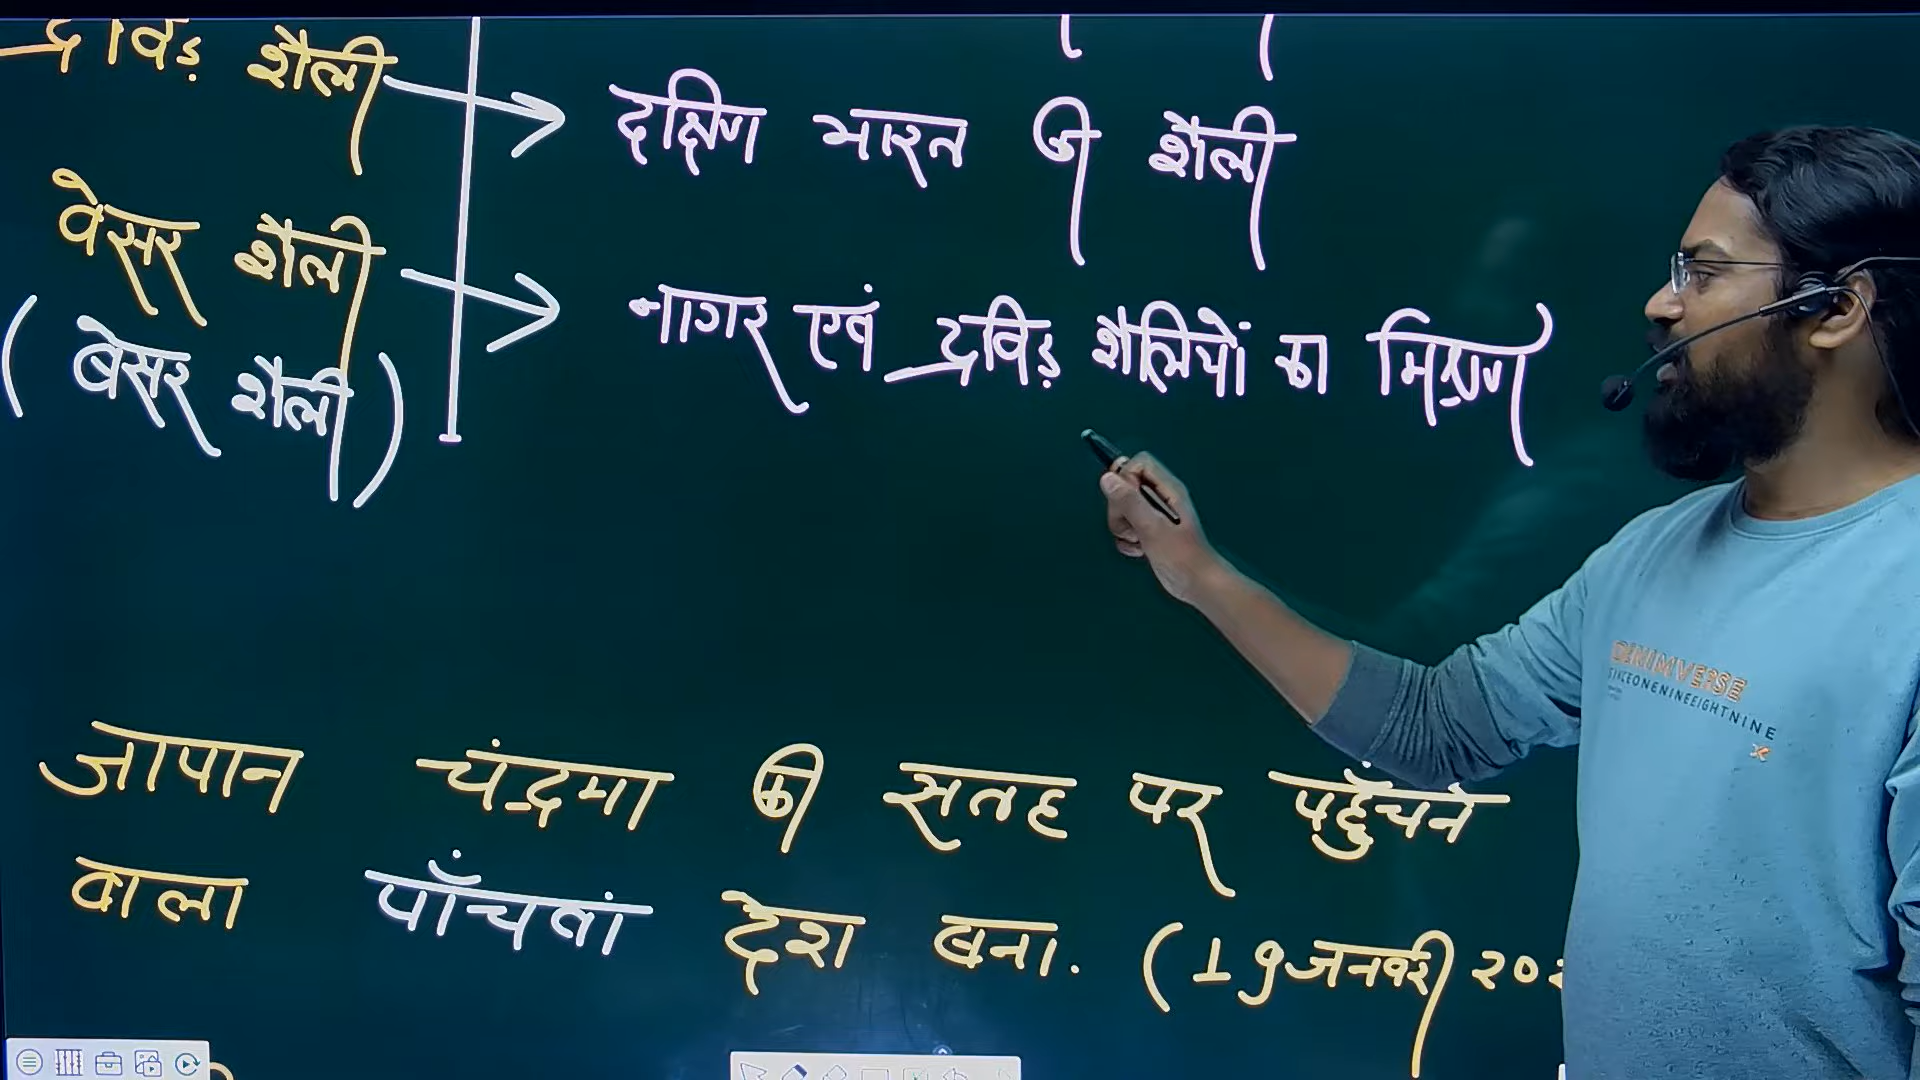 द्रविड़ शैली → दक्षिण भारत की शैली
वेसर शैली → नागर एवं द्रविड़ शैलियों का मिश्रण
( बेसर शैली )
जापान चंद्रमा की सतह पर पहुँचने
वाला पाँचवां देश बना. (19 जनवरी
DENIMVERSE
SINCEONENINEEIGHTNINE